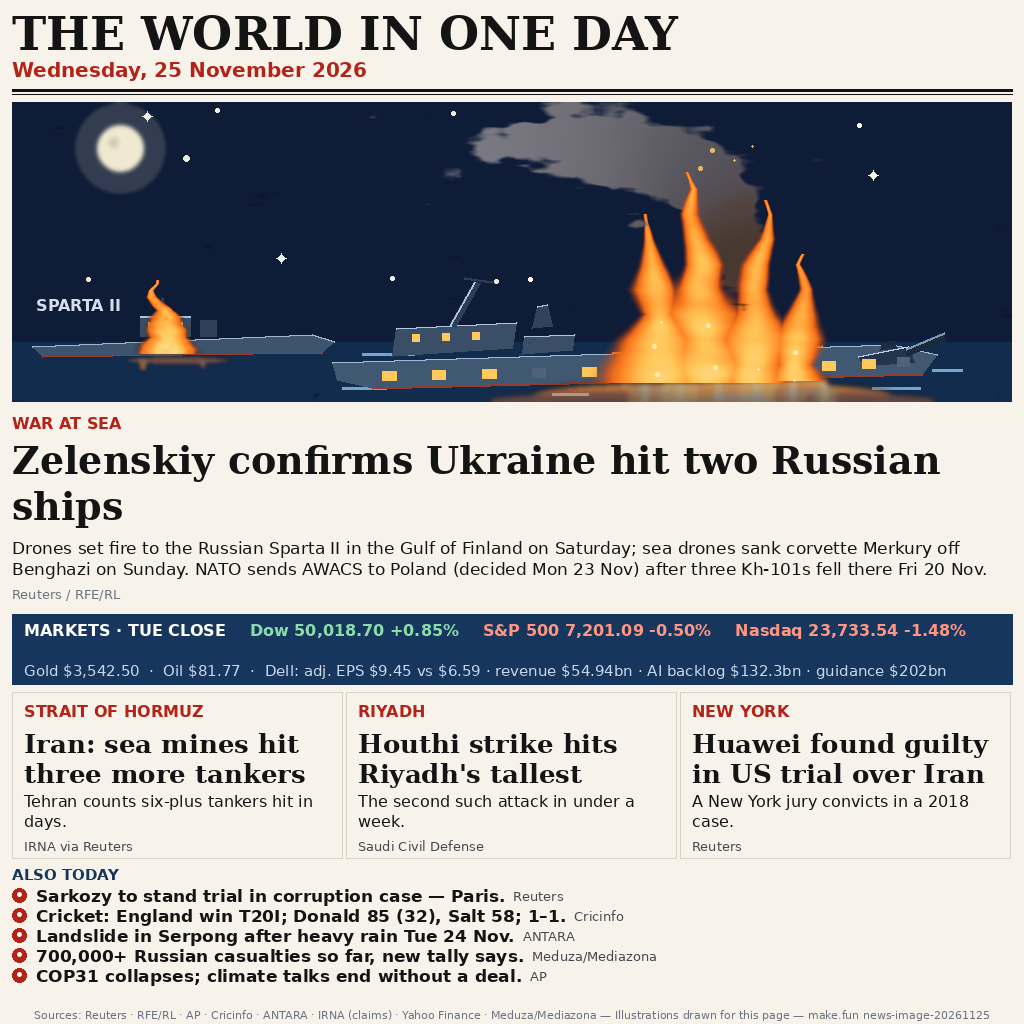 THE WORLD IN ONE DAY
Wednesday, 25 November 2026
SPARTA II
WAR AT SEA
Zelenskiy confirms Ukraine hit two Russian
ships
Drones set fire to the Russian Sparta II in the Gulf of Finland on Saturday; sea drones sank corvette Merkury off
Benghazi on Sunday. NATO sends AWACS to Poland (decided Mon 23 Nov) after three Kh-101s fell there Fri 20 Nov.
Reuters / RFE/RL
MARKETS · TUE CLOSE Dow 50,018.70 +0.85% S&P 500 7,201.09 -0.50% Nasdaq 23,733.54 -1.48%
Gold $3,542.50 · Oil $81.77 · Dell: adj. EPS $9.45 vs $6.59 · revenue $54.94bn · AI backlog $132.3bn · guidance $202bn
STRAIT OF HORMUZ
Iran: sea mines hit
three more tankers
Tehran counts six-plus tankers hit in
days.
IRNA via Reuters
RIYADH
Houthi strike hits
Riyadh's tallest
The second such attack in under a
week.
Saudi Civil Defense
NEW YORK
Huawei found guilty
in US trial over Iran
A New York jury convicts in a 2018
case.
Reuters
ALSO TODAY
Sarkozy to stand trial in corruption case — Paris. Reuters
Cricket: England win T20I; Donald 85 (32), Salt 58; 1–1. Cricinfo
Landslide in Serpong after heavy rain Tue 24 Nov. ANTARA
700,000+ Russian casualties so far, new tally says. Meduza/Mediazona
COP31 collapses; climate talks end without a deal. AP
Sources: Reuters · RFE/RL · AP · Cricinfo · ANTARA · IRNA (claims) · Yahoo Finance · Meduza/Mediazona — Illustrations drawn for this page — make.fun news-image-20261125